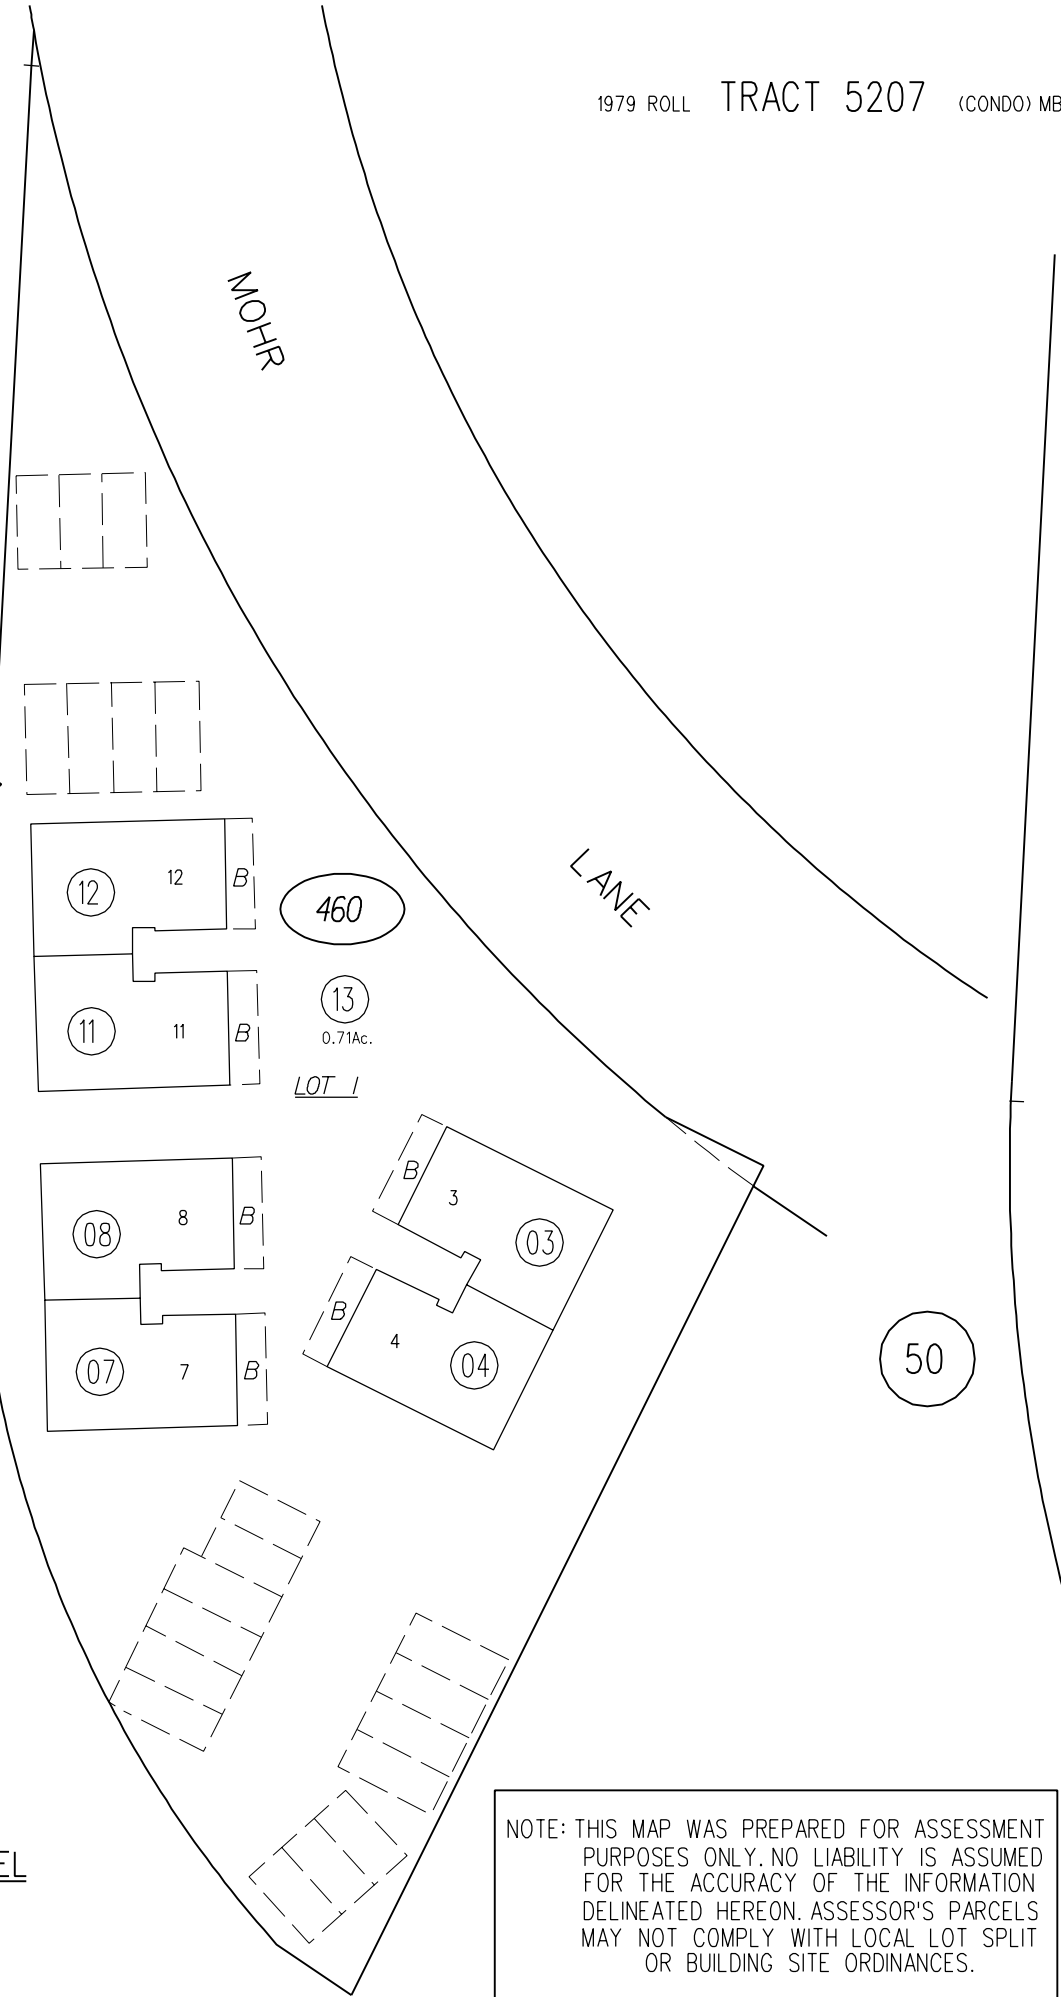 1979 ROLL TRACT 5207 (CONDO) MB
MOHR
LANE
12 12 B
460
13
0.71Ac.
11 11 B
LOT 1
B 3 03
08 8 B
B 4 04
07 7 B
50
EL
NOTE: THIS MAP WAS PREPARED FOR ASSESSMENT
PURPOSES ONLY. NO LIABILITY IS ASSUMED
FOR THE ACCURACY OF THE INFORMATION
DELINEATED HEREON. ASSESSOR'S PARCELS
MAY NOT COMPLY WITH LOCAL LOT SPLIT
OR BUILDING SITE ORDINANCES.